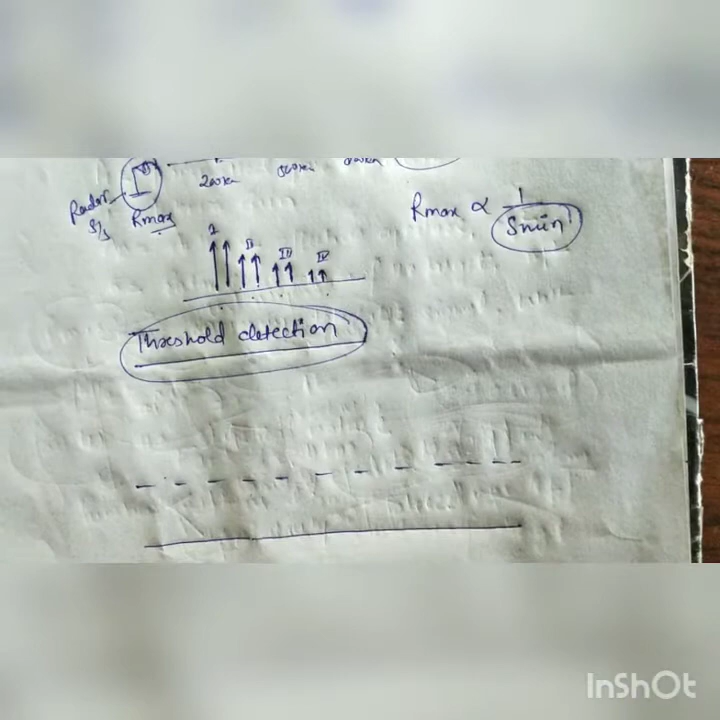 200km
Radar
S/s
Rmax
Rmax ∝ 1
Smin
I
II
III
IV
Threshold detection
InShOt